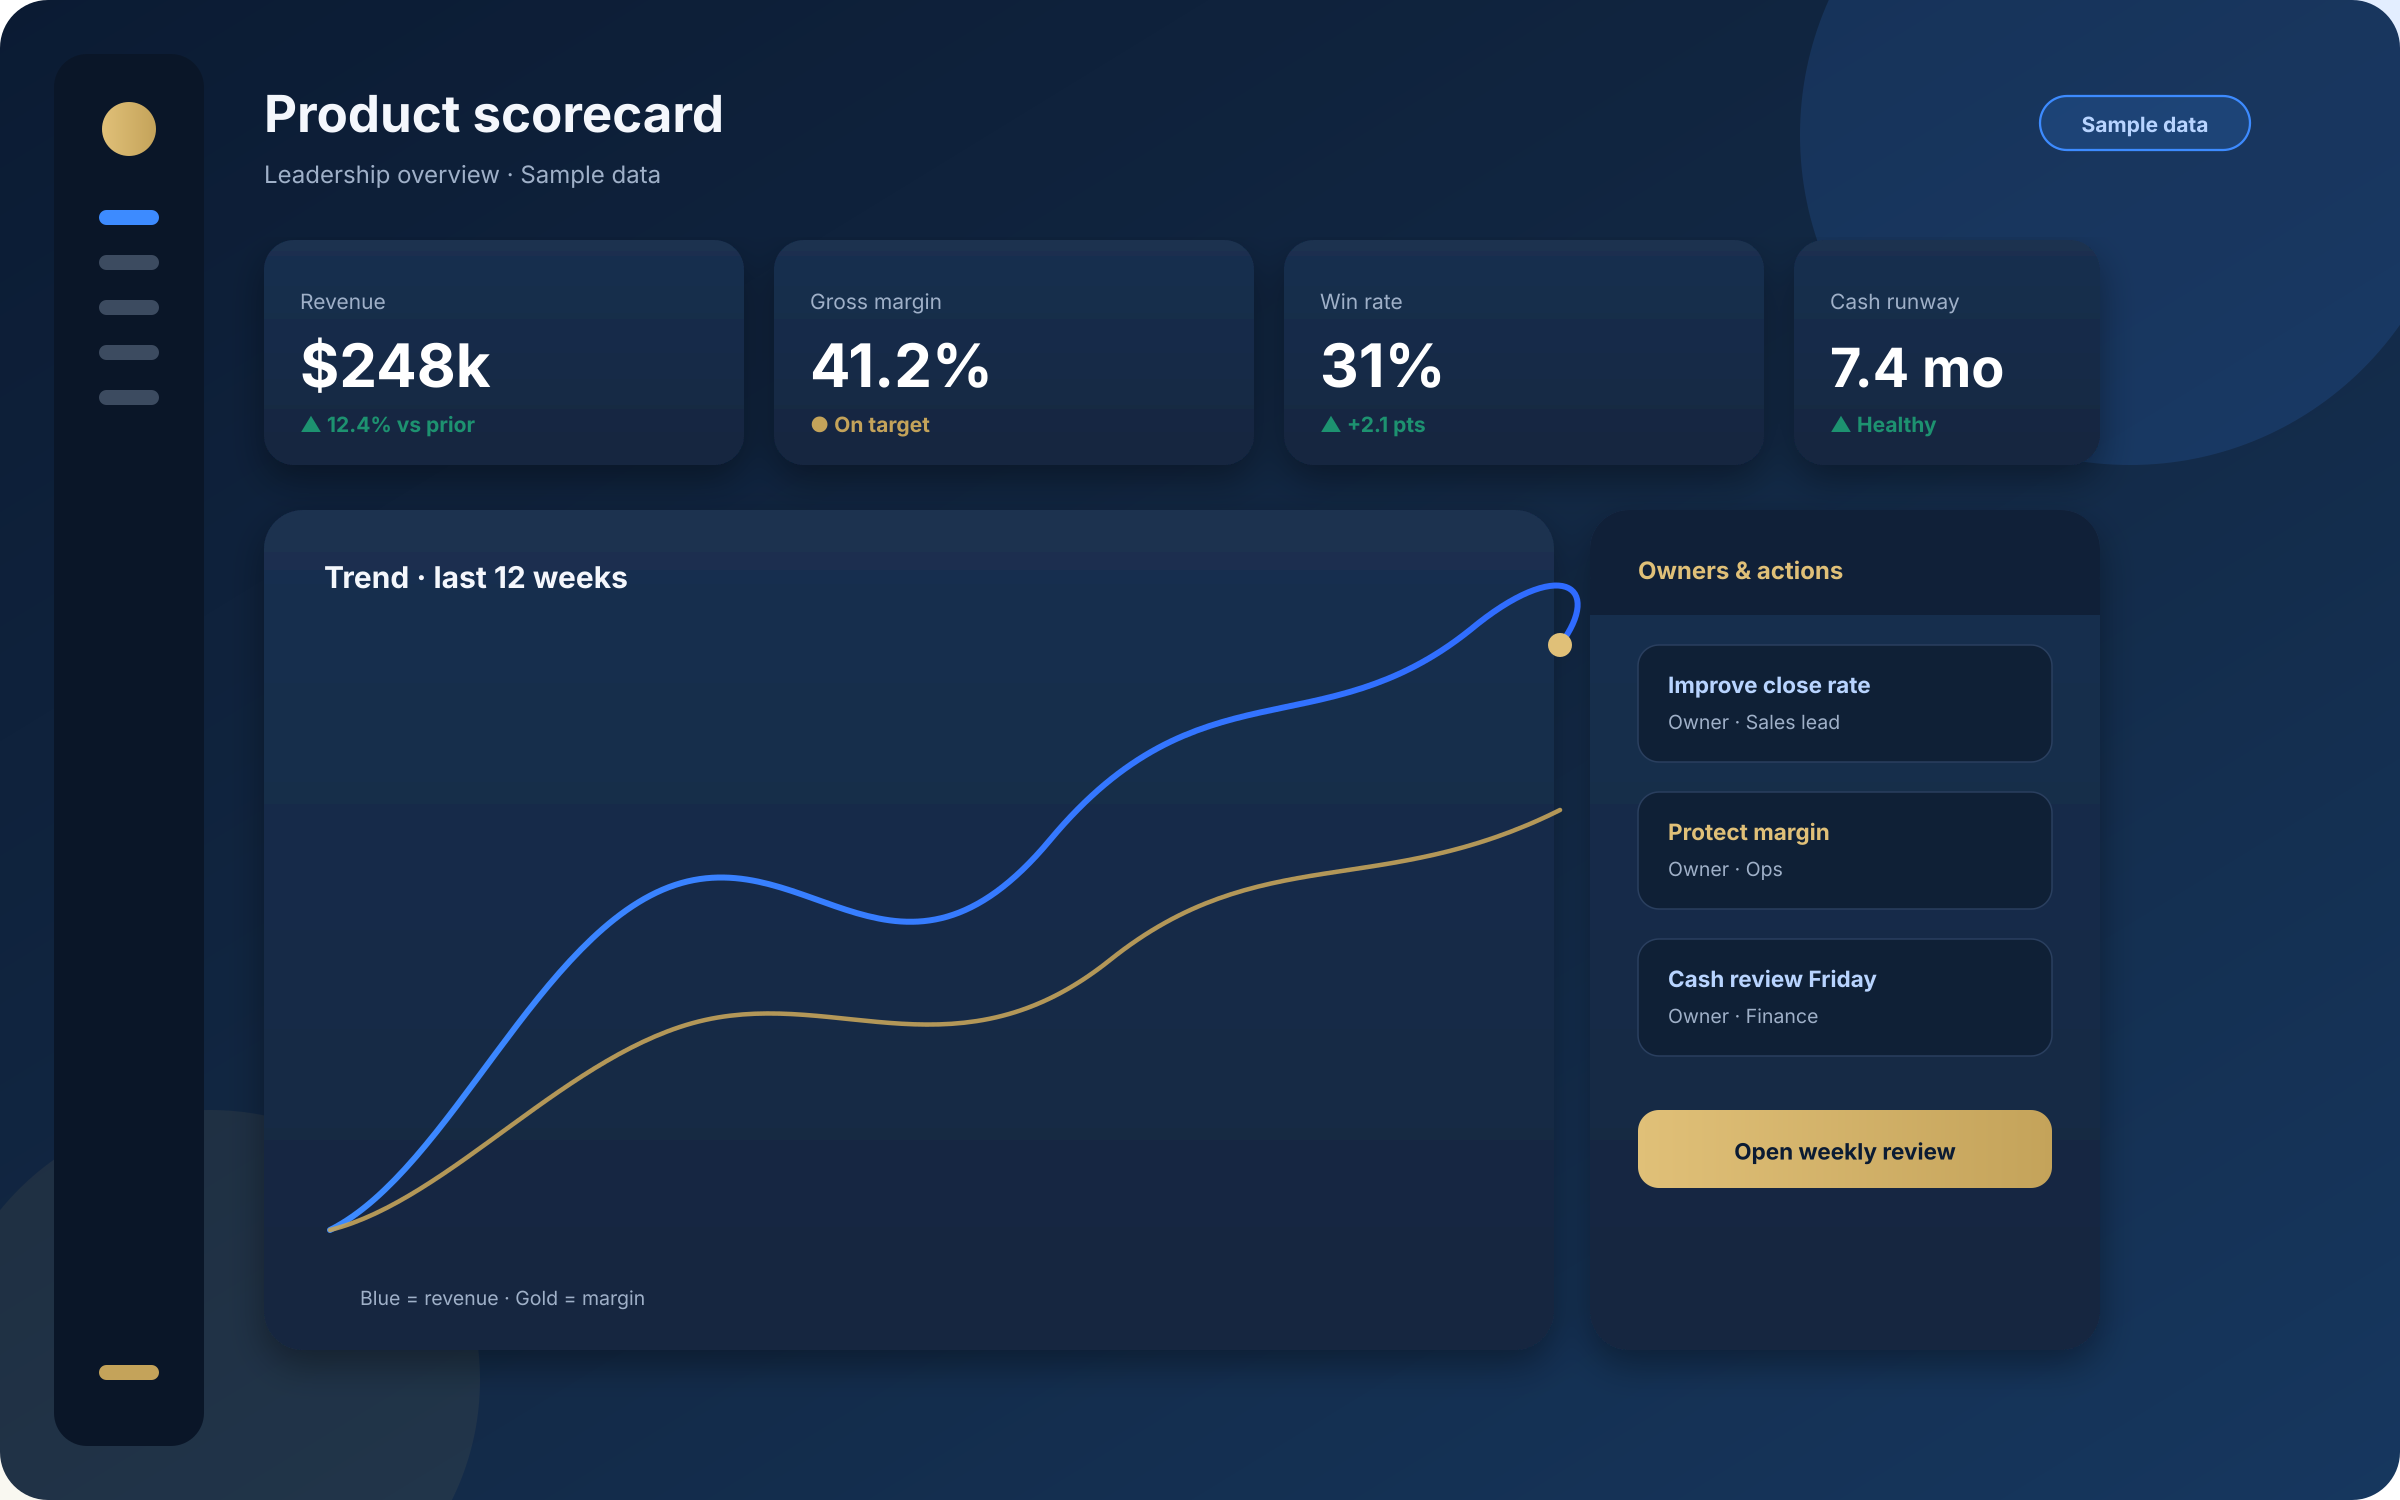 Product scorecard
Leadership overview · Sample data
Sample data
Revenue
$248k
▲ 12.4% vs prior
Gross margin
41.2%
● On target
Win rate
31%
▲ +2.1 pts
Cash runway
7.4 mo
▲ Healthy
Trend · last 12 weeks
Blue = revenue · Gold = margin
Owners & actions
Improve close rate
Owner · Sales lead
Protect margin
Owner · Ops
Cash review Friday
Owner · Finance
Open weekly review